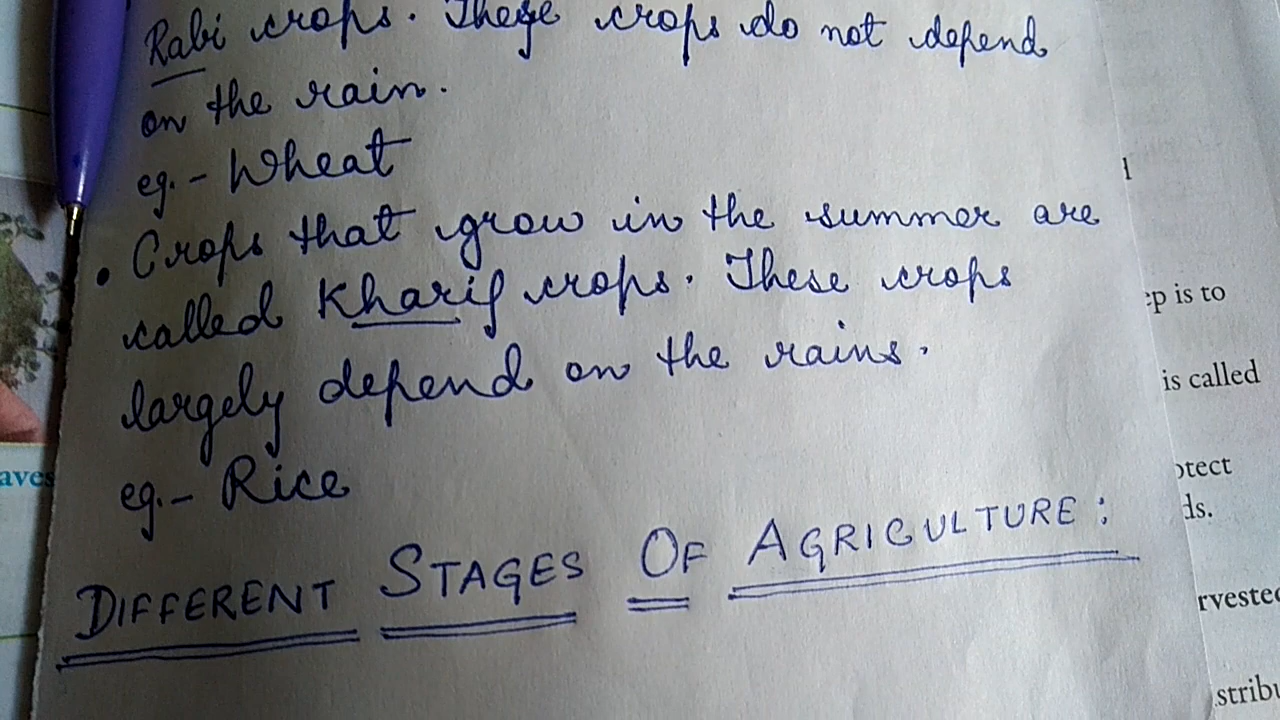 Rabi crops. These crops do not depend
on the rain.
eg.- Wheat
• Crops that grow in the summer are
called Kharif crops. These crops
largely depend on the rains.
eg.- Rice
DIFFERENT STAGES OF AGRICULTURE:
aves
ep is to
is called
otect
ds.
rvested
stribu